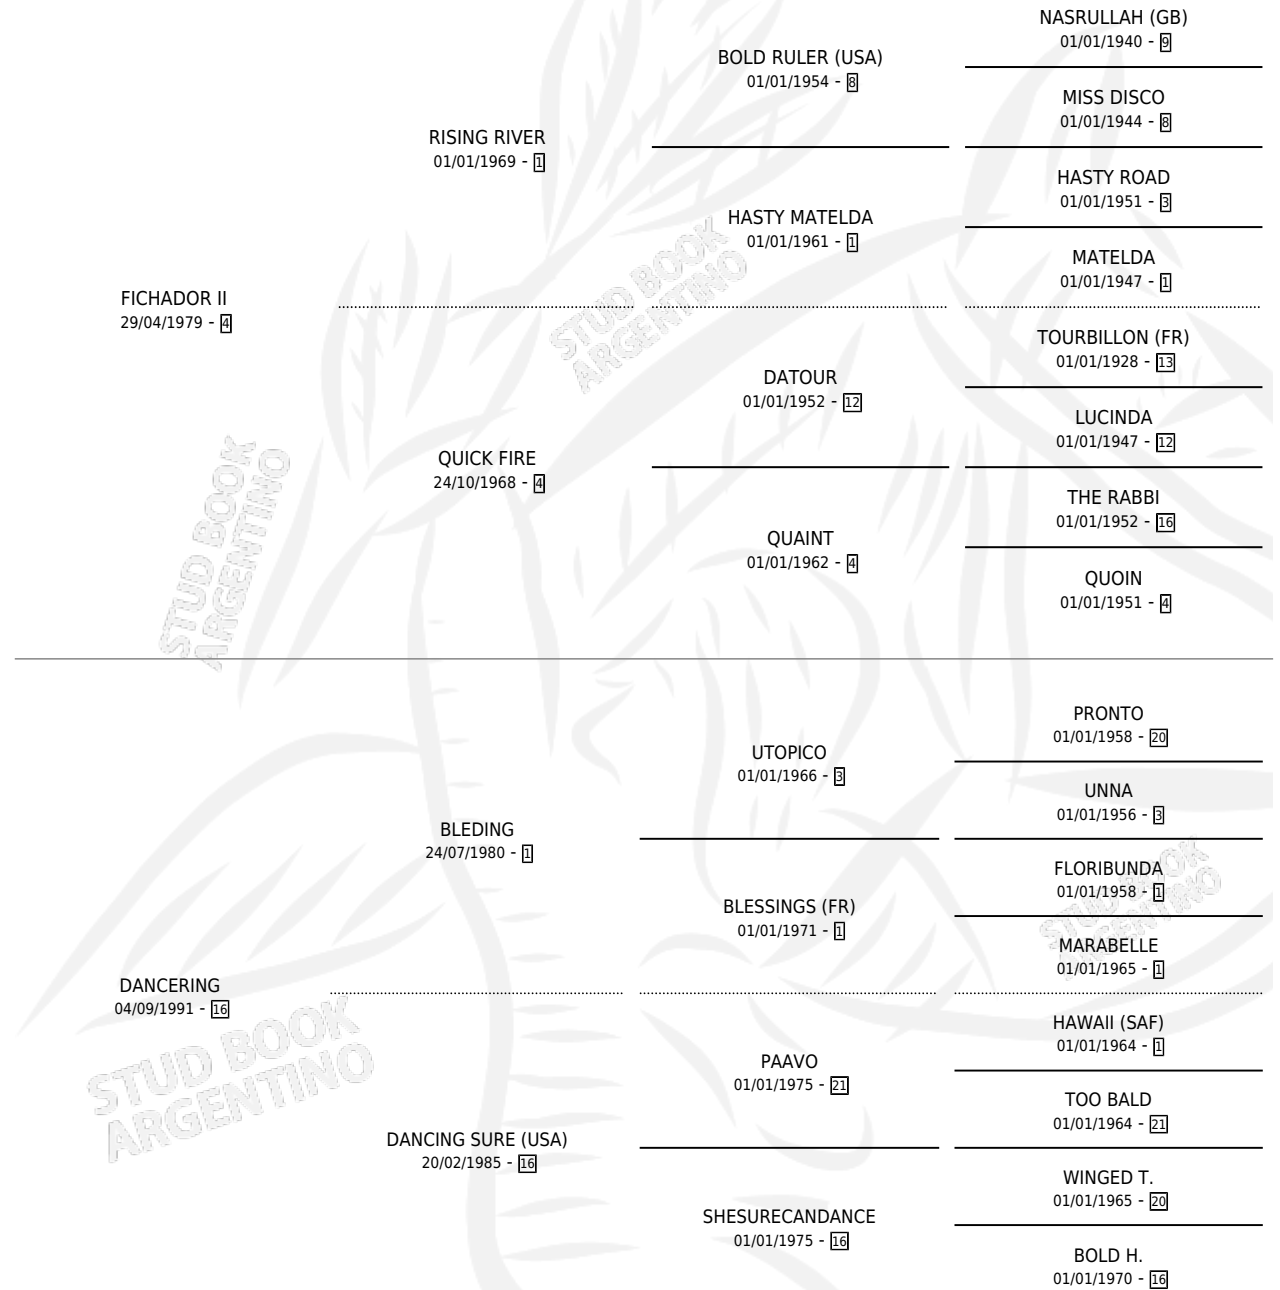 NASRULLAH (GB)
01/01/1940 - 9
BOLD RULER (USA)
01/01/1954 - 8
MISS DISCO
01/01/1944 - 8
RISING RIVER
01/01/1969 - 1
HASTY ROAD
01/01/1951 - 3
HASTY MATELDA
01/01/1961 - 1
MATELDA
01/01/1947 - 1
FICHADOR II
29/04/1979 - 4
TOURBILLON (FR)
01/01/1928 - 13
DATOUR
01/01/1952 - 12
LUCINDA
01/01/1947 - 12
QUICK FIRE
24/10/1968 - 4
THE RABBI
01/01/1952 - 16
QUAINT
01/01/1962 - 4
QUOIN
01/01/1951 - 4
PRONTO
01/01/1958 - 20
UTOPICO
01/01/1966 - 3
UNNA
01/01/1956 - 3
BLEDING
24/07/1980 - 1
FLORIBUNDA
01/01/1958 - 1
BLESSINGS (FR)
01/01/1971 - 1
MARABELLE
01/01/1965 - 1
DANCERING
04/09/1991 - 16
HAWAII (SAF)
01/01/1964 - 1
PAAVO
01/01/1975 - 21
TOO BALD
01/01/1964 - 21
DANCING SURE (USA)
20/02/1985 - 16
WINGED T.
01/01/1965 - 20
SHESURECANDANCE
01/01/1975 - 16
BOLD H.
01/01/1970 - 16
STUD BOOK
ARGENTINO
STUD BOOK
ARGENTINO
STUD BOOK
ARGENTINO
STUD BOOK
ARGENTINO